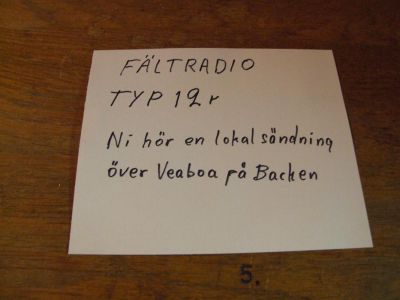 FÄLTRADIO
TYP 12r
Ni hör en lokalsändning
över Veaboa på Backen
5.